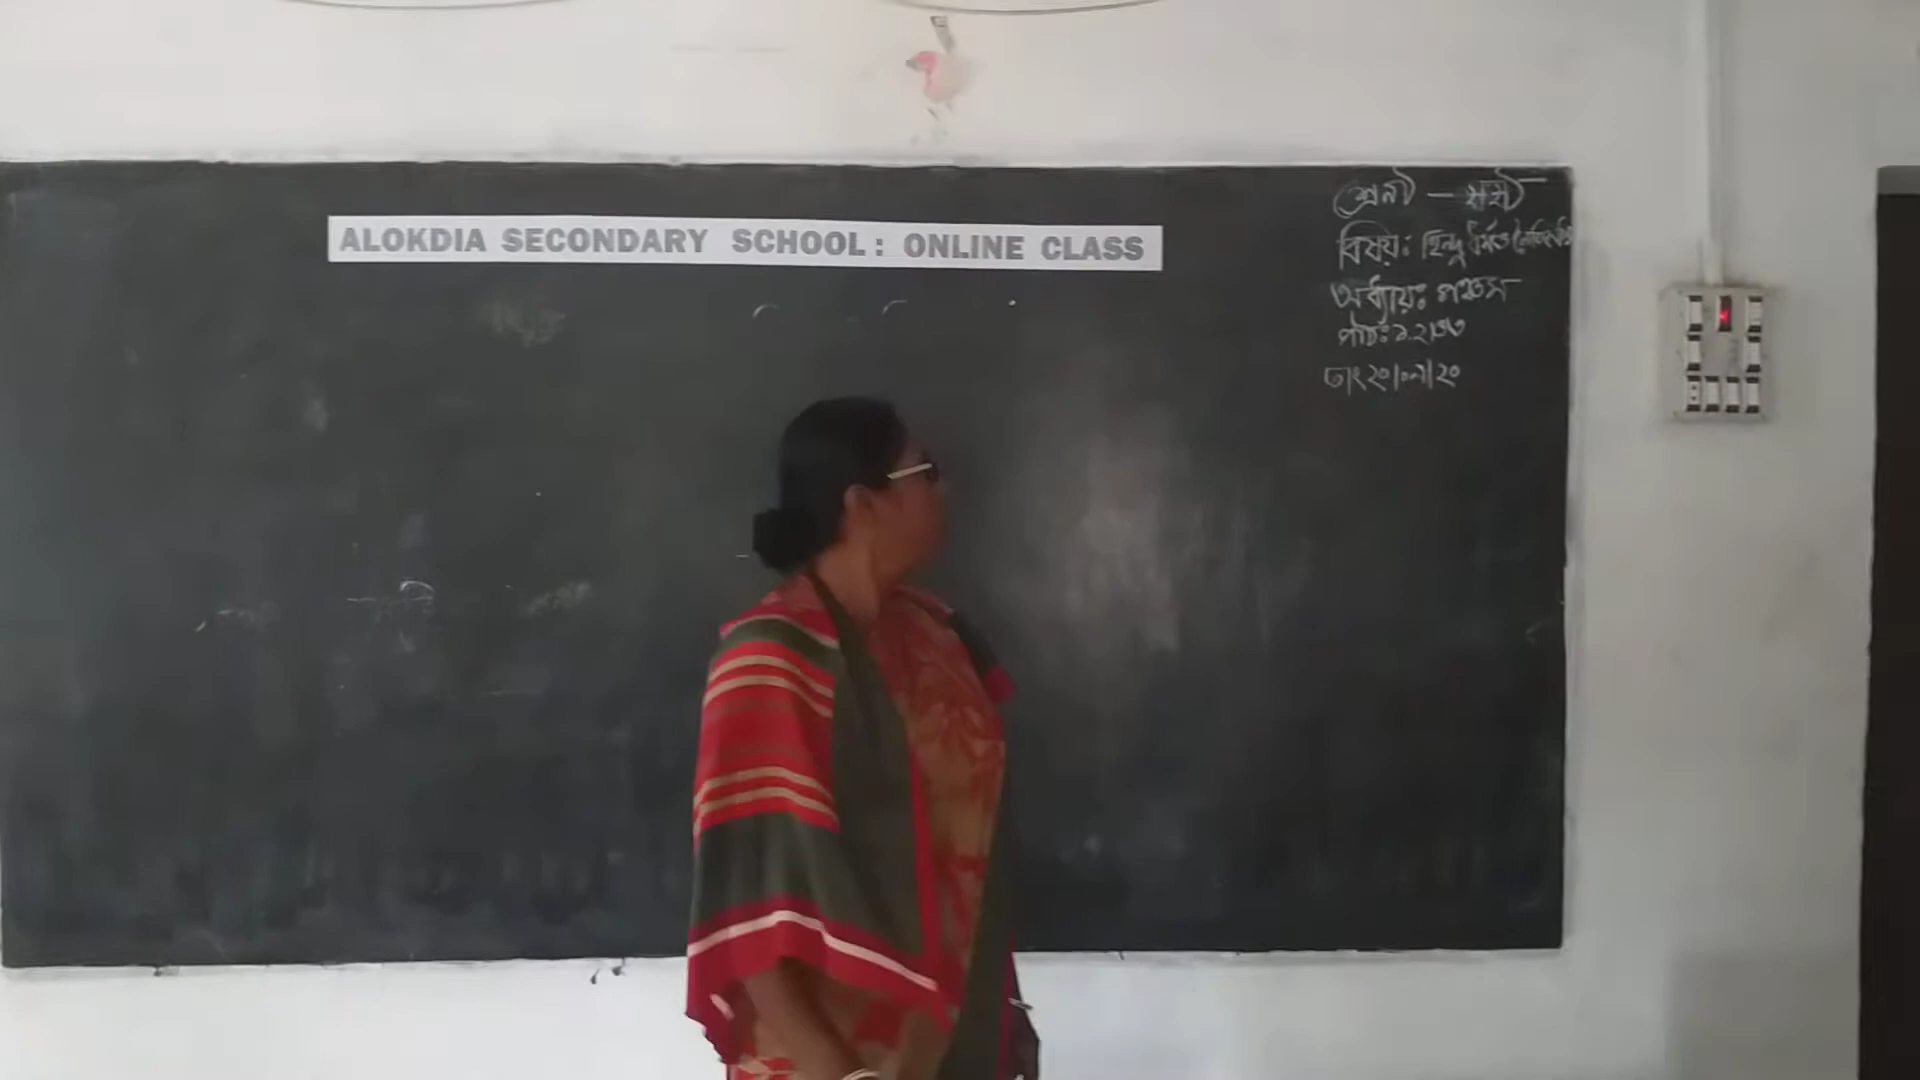 ALOKDIA SECONDARY SCHOOL: ONLINE CLASS
শ্রেনী - ষষ্ঠ
বিষয়: হিন্দু ধর্ম ও নৈতিক
অধ্যায়ঃ পঞ্চম
পাঠঃ ১.২ ও ৩
তাং ২০/০৯/২০